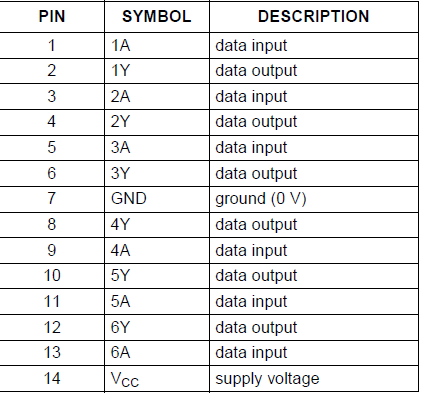 PIN SYMBOL DESCRIPTION
1 1A data input
2 1Y data output
3 2A data input
4 2Y data output
5 3A data input
6 3Y data output
7 GND ground (0 V)
8 4Y data output
9 4A data input
10 5Y data output
11 5A data input
12 6Y data output
13 6A data input
14 VCC supply voltage